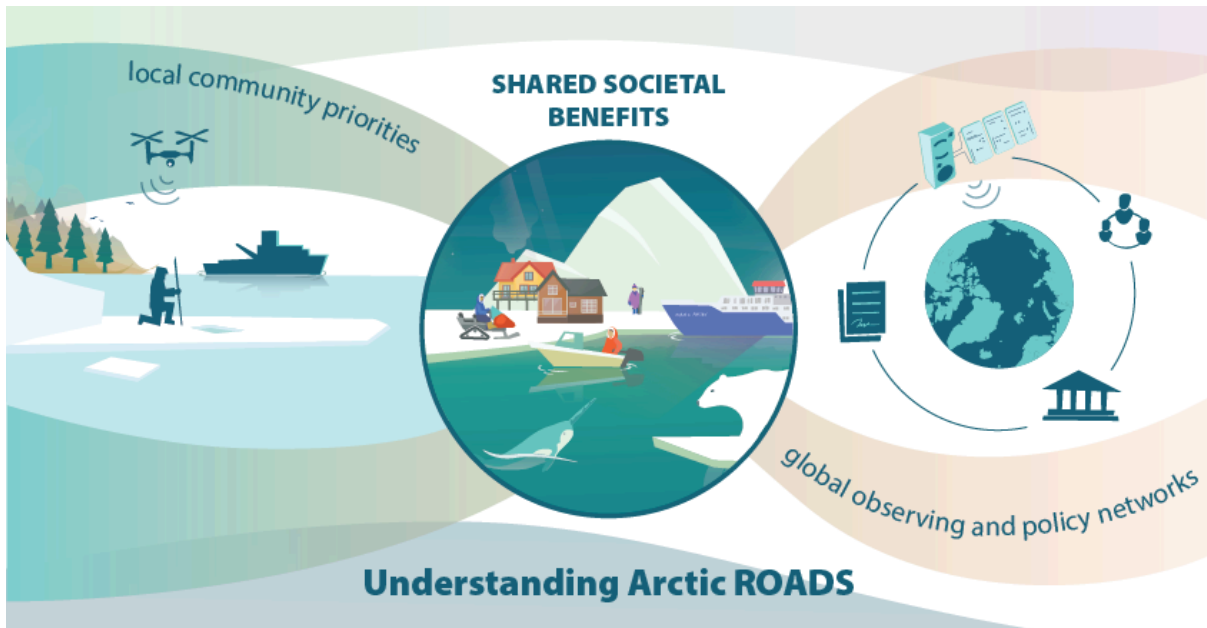 local community priorities
SHARED SOCIETAL
BENEFITS
global observing and policy networks
Understanding Arctic ROADS